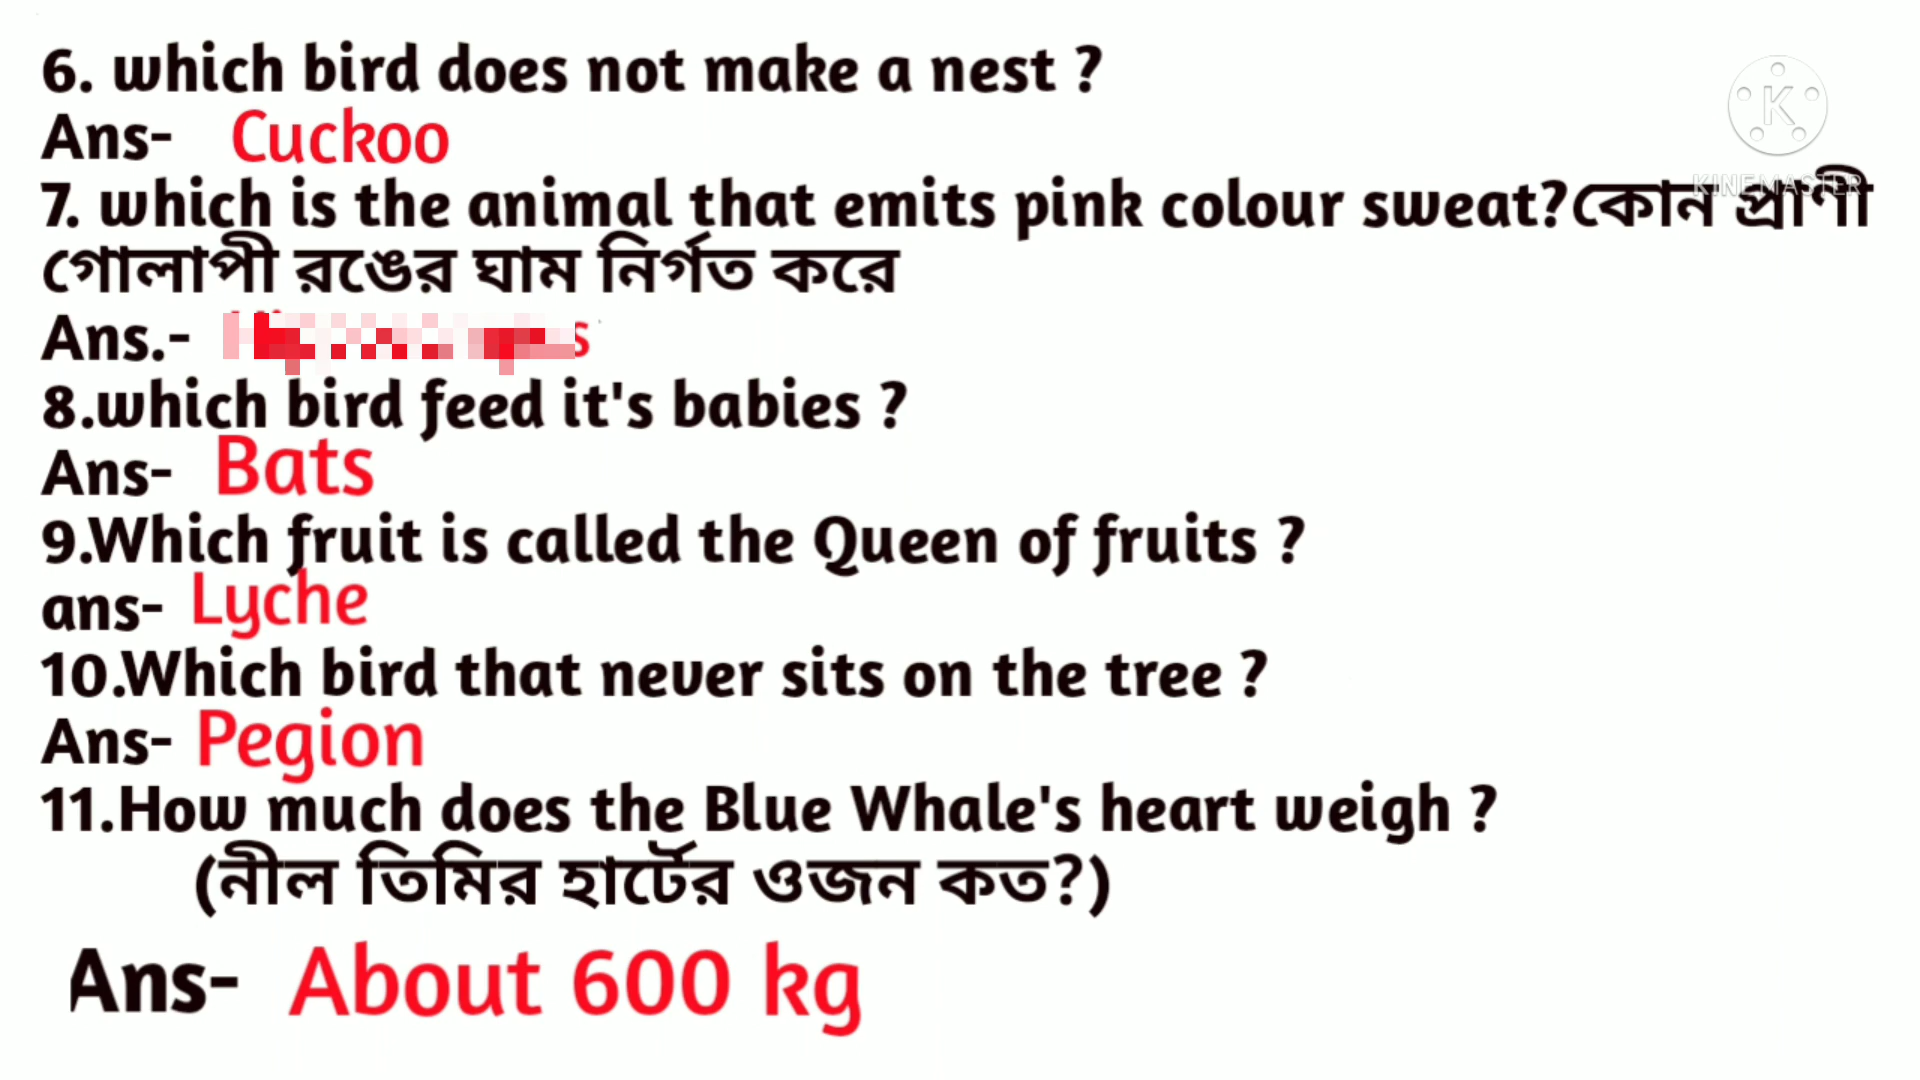 6. which bird does not make a nest ?
Ans- Cuckoo
KINEMASTER
7. which is the animal that emits pink colour sweat?কোন প্রাণী
গোলাপী রঙের ঘাম নির্গত করে
Ans.-
8.which bird feed it's babies ?
Ans- Bats
9.Which fruit is called the Queen of fruits ?
ans- Lyche
10.Which bird that never sits on the tree ?
Ans- Pegion
11.How much does the Blue Whale's heart weigh ?
(নীল তিমির হার্টের ওজন কত?)
Ans- About 600 kg